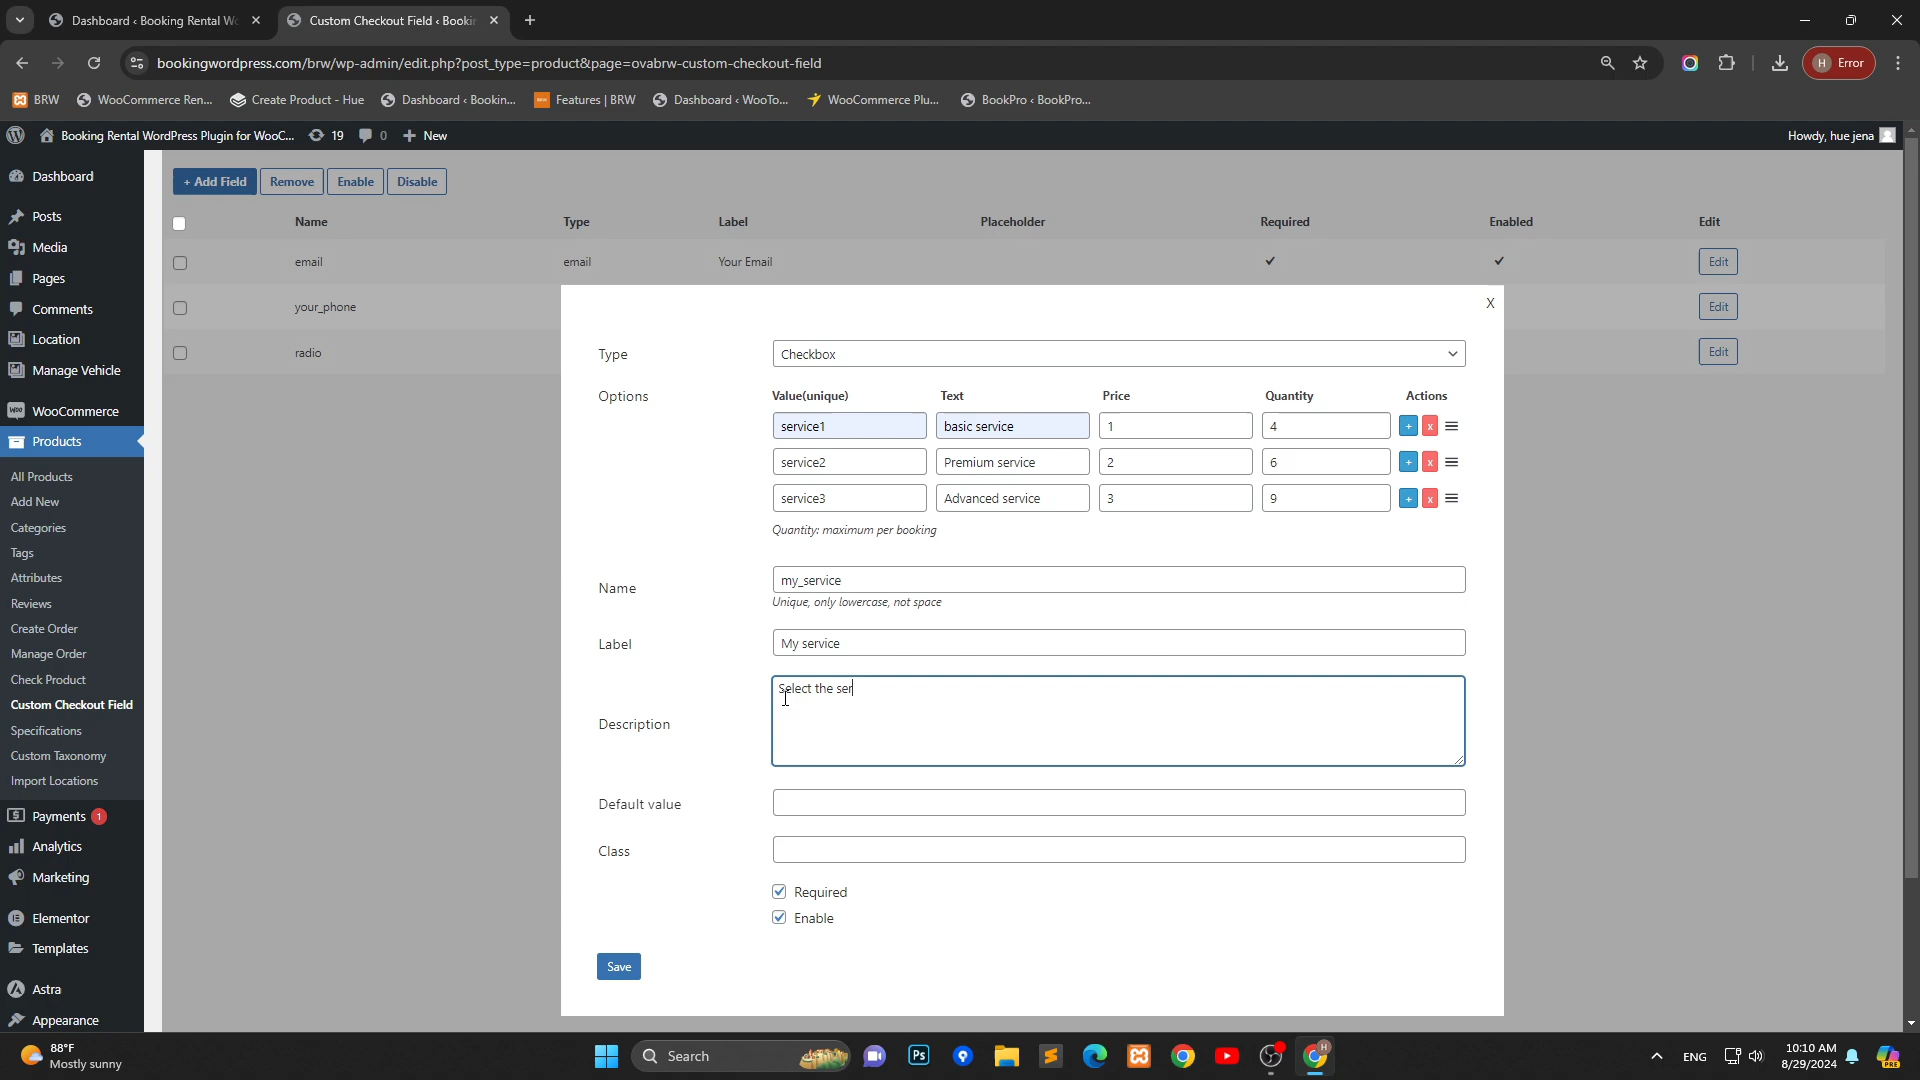 Dashboard ‹ Booking Rental W
Custom Checkout Field ‹ Booki
bookingwordpress.com/brw/wp-admin/edit.php?post_type=product&page=ovabrw-custom-checkout-field
H Error
BRW
WooCommerce Ren...
Create Product - Hue
Dashboard ‹ Bookin...
Features | BRW
Dashboard ‹ WooTo...
WooCommerce Plu...
BookPro ‹ BookPro...
Booking Rental WordPress Plugin for WooC...
19
0
+ New
Howdy, hue jena
Dashboard
Posts
Media
Pages
Comments
Location
Manage Vehicle
WooCommerce
Products
All Products
Add New
Categories
Tags
Attributes
Reviews
Create Order
Manage Order
Check Product
Custom Checkout Field
Specifications
Custom Taxonomy
Import Locations
Payments 1
Analytics
Marketing
Elementor
Templates
Astra
Appearance
+ Add Field Remove Enable Disable
Name Type Label Placeholder Required Enabled Edit
email email Your Email ✓ ✓ Edit
your_phone Edit
radio Edit
X
Type Checkbox
Options Value(unique) Text Price Quantity Actions
service1 basic service 1 4 + x
service2 Premium service 2 6 + x
service3 Advanced service 3 9 + x
Quantity: maximum per booking
Name my_service
Unique, only lowercase, not space
Label My service
Description Select the ser
Default value
Class
Required
Enable
Save
88°F
Mostly sunny
Search
Ps
H
ENG
10:10 AM
8/29/2024
PRE